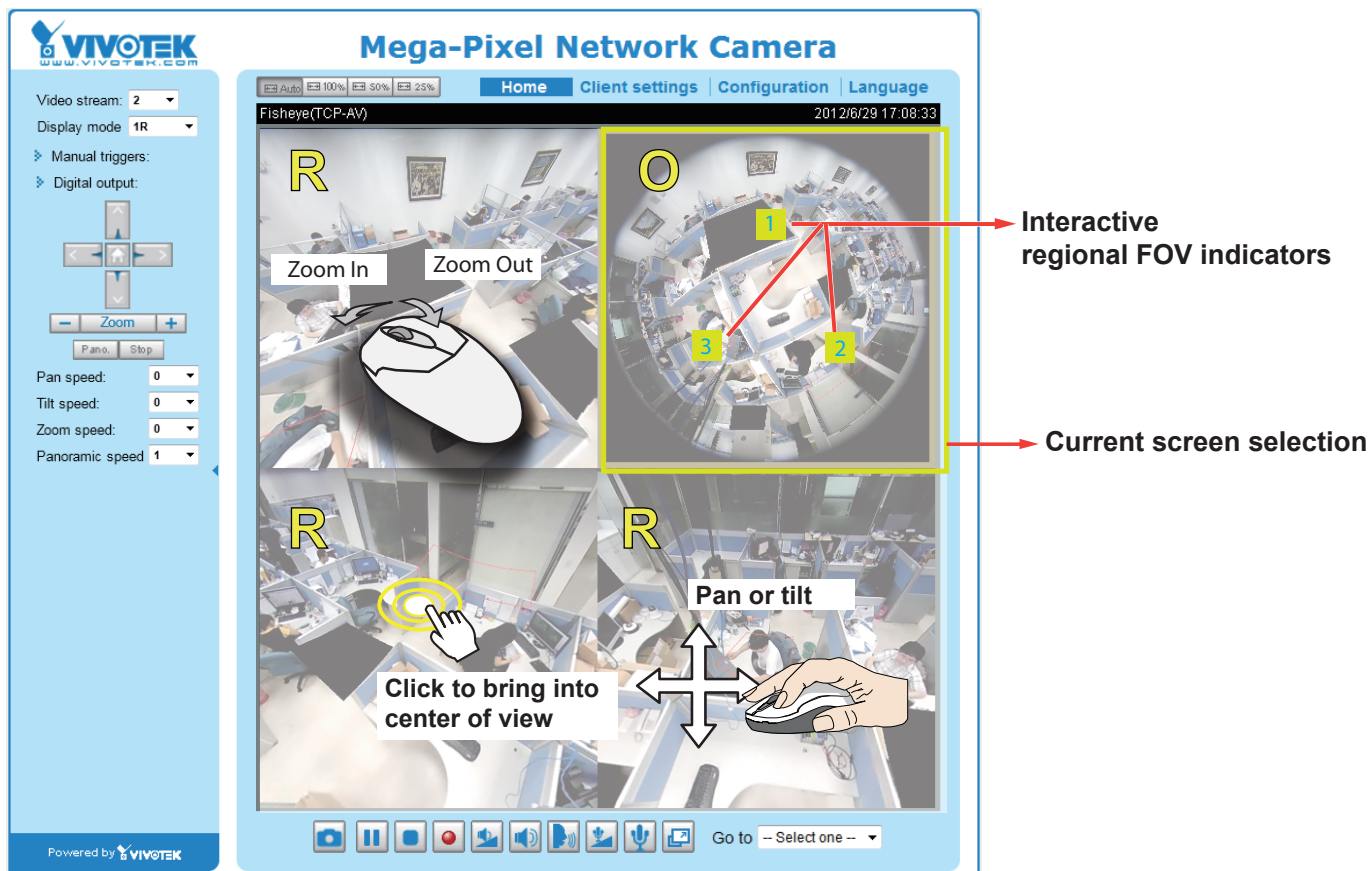 VIVOTEK
www.vivotek.com
Mega-Pixel Network Camera
Video stream: 2
Display mode 1R
Manual triggers:
Digital output:
Zoom
Pano. Stop
Pan speed: 0
Tilt speed: 0
Zoom speed: 0
Panoramic speed 1
Powered by VIVOTEK
Auto 100% 50% 25%
Home Client settings Configuration Language
Fisheye(TCP-AV) 2012/6/29 17:08:33
R
Zoom In
Zoom Out
O
1
3
2
R
Click to bring into
center of view
R
Pan or tilt
Go to -- Select one --
Interactive
regional FOV indicators
Current screen selection